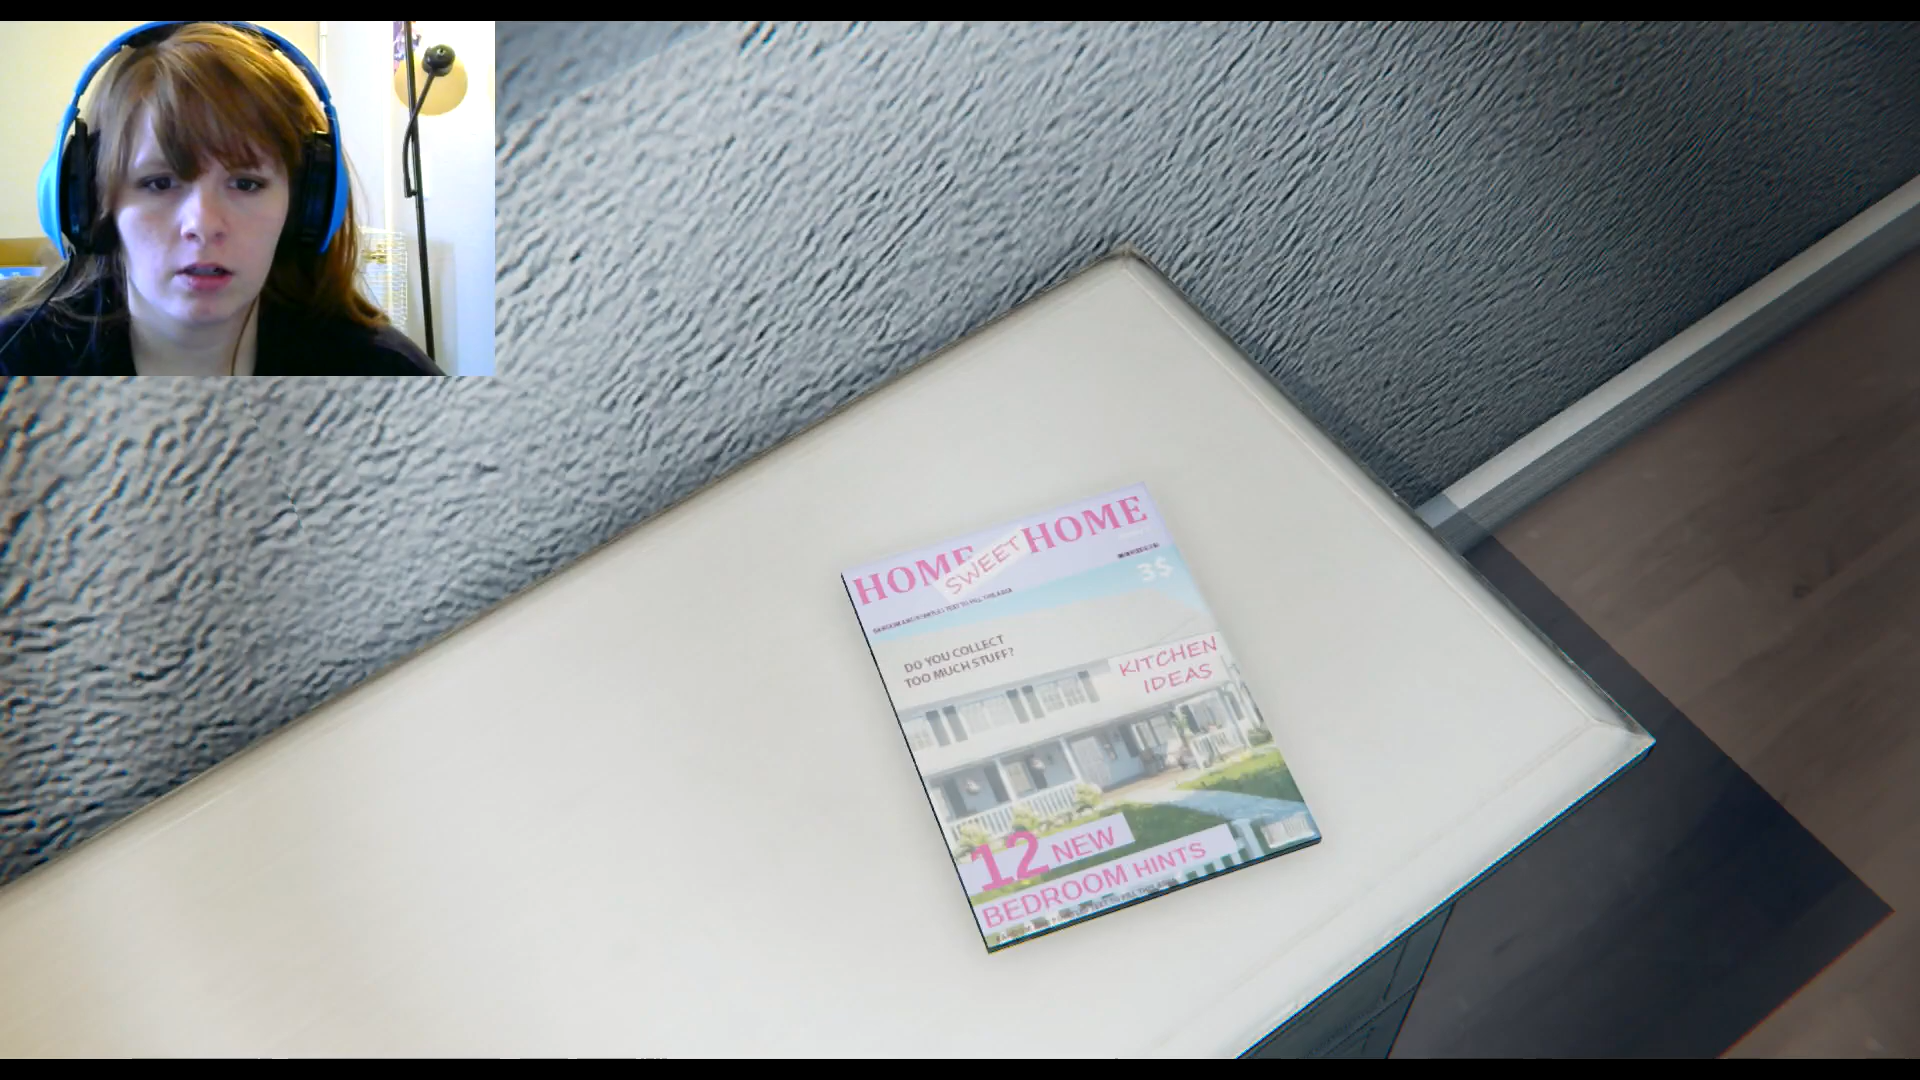 HOME SWEET HOME
3$
DO YOU COLLECT
TOO MUCH STUFF?
KITCHEN
IDEAS
12 NEW
BEDROOM HINTS